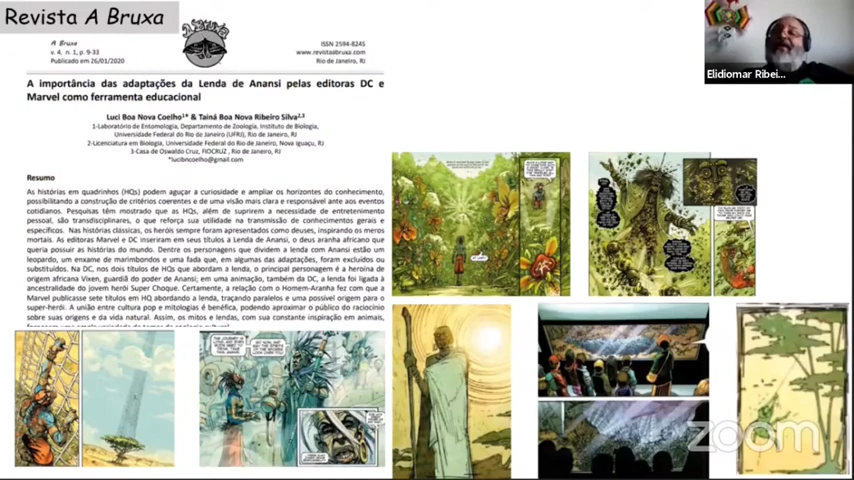 Revista A Bruxa
A Bruxa
v. 4, n. 1, p. 9-33
Publicado em 26/01/2020
ISSN 2594-8245
www.revistaabruxa.com
Rio de Janeiro, RJ
A importância das adaptações da Lenda de Anansi pelas editoras DC e
Marvel como ferramenta educacional
Luci Boa Nova Coelho¹* & Tainá Boa Nova Ribeiro Silva²,³
1-Laboratório de Entomologia, Departamento de Zoologia, Instituto de Biologia,
Universidade Federal do Rio de Janeiro (UFRJ), Rio de Janeiro, RJ
2-Licenciatura em Biologia, Universidade Federal do Rio de Janeiro, Nova Iguaçu, RJ
3-Casa de Oswaldo Cruz, FIOCRUZ, Rio de Janeiro, RJ
*lucibncoelho@gmail.com
Resumo
As histórias em quadrinhos (HQs) podem aguçar a curiosidade e ampliar os horizontes do conhecimento,
possibilitando a construção de critérios coerentes e de uma visão mais clara e responsável ante aos eventos
cotidianos. Pesquisas têm mostrado que as HQs, além de suprirem a necessidade de entretenimento
pessoal, são transdisciplinares, o que reforça sua utilidade na transmissão de conhecimentos gerais e
específicos. Nas histórias clássicas, os heróis sempre foram apresentados como deuses, inspirando os meros
mortais. As editoras Marvel e DC inseriram em seus títulos a Lenda de Anansi, o deus aranha africano que
queria possuir as histórias do mundo. Dentre os personagens que dividem a lenda com Anansi estão um
leopardo, um enxame de marimbondos e uma fada que, em algumas adaptações, foram excluídos ou
substituídos. Na DC, nos dois títulos de HQs que abordam a lenda, o principal personagem é a heroína de
origem africana Vixen, guardiã do poder de Anansi; em uma animação, também da DC, a lenda foi ligada à
ancestralidade do jovem herói Super Choque. Certamente, a relação com o Homem-Aranha fez com que a
Marvel publicasse sete títulos em HQ abordando a lenda, traçando paralelos e uma possível origem para o
super-herói. A união entre cultura pop e mitologias é benéfica, podendo aproximar o público do raciocínio
sobre suas origens e da vida natural. Assim, os mitos e lendas, com sua constante inspiração em animais,
Elidiomar Ribei...
zoom